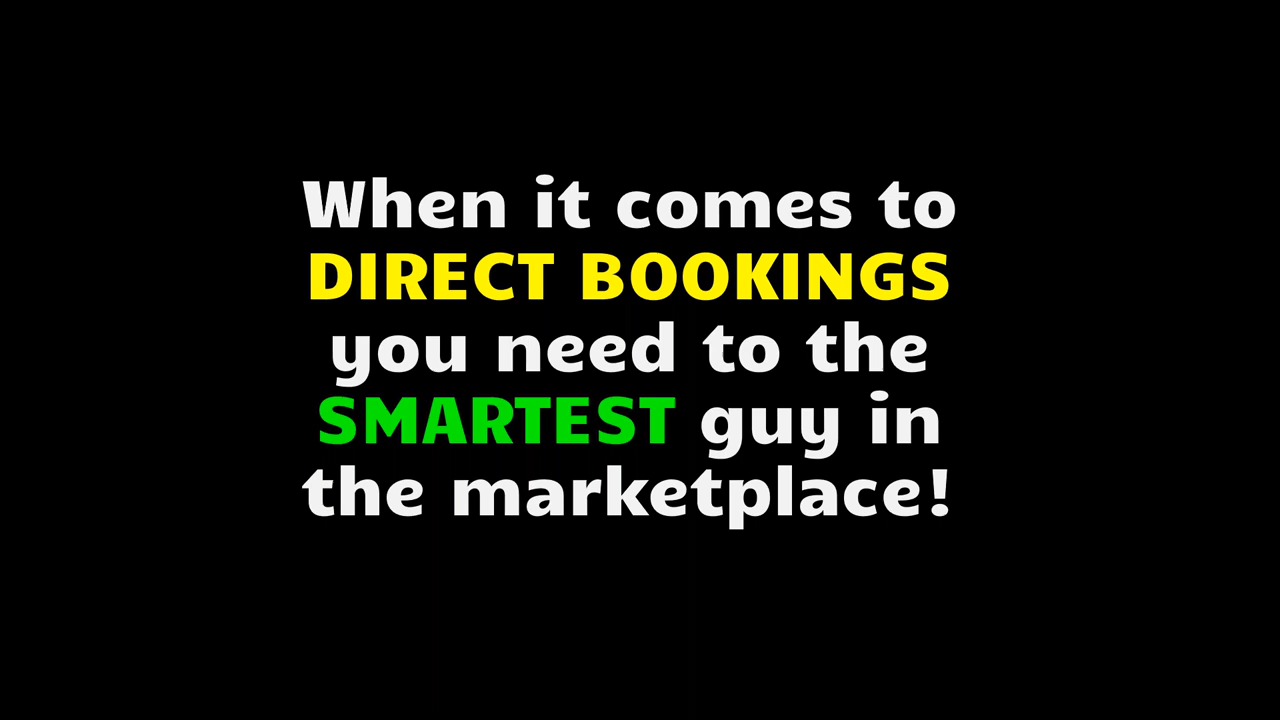 When it comes to
DIRECT BOOKINGS
you need to the
SMARTEST guy in
the marketplace!